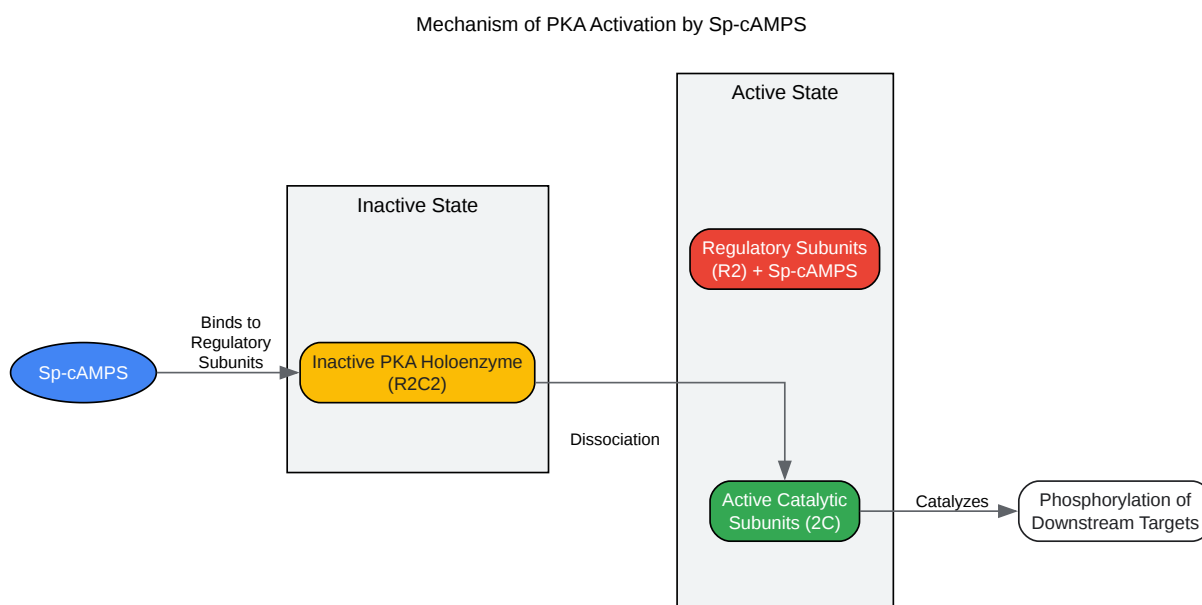 Mechanism of PKA Activation by Sp-cAMPS
Active State
Inactive State
Regulatory Subunits
(R2) + Sp-cAMPS
Binds to
Regulatory
Subunits
Sp-cAMPS
Inactive PKA Holoenzyme
(R2C2)
Dissociation
Active Catalytic
Subunits (2C)
Catalyzes
Phosphorylation of
Downstream Targets